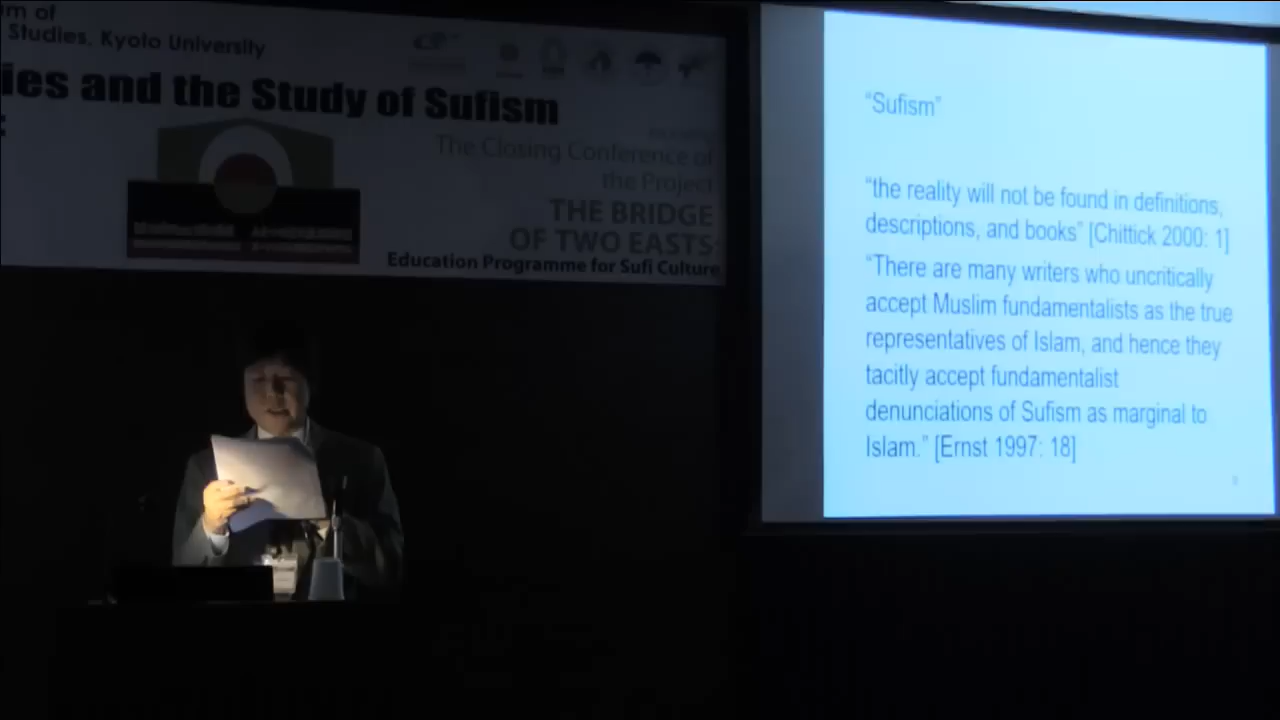 m of
Studies, Kyoto University
ies and the Study of Sufism
The Closing Conference of
the Project
THE BRIDGE
OF TWO EASTS:
Education Programme for Sufi Culture
“Sufism”
“the reality will not be found in definitions,
descriptions, and books” [Chittick 2000: 1]
“There are many writers who uncritically
accept Muslim fundamentalists as the true
representatives of Islam, and hence they
tacitly accept fundamentalist
denunciations of Sufism as marginal to
Islam.” [Ernst 1997: 18]